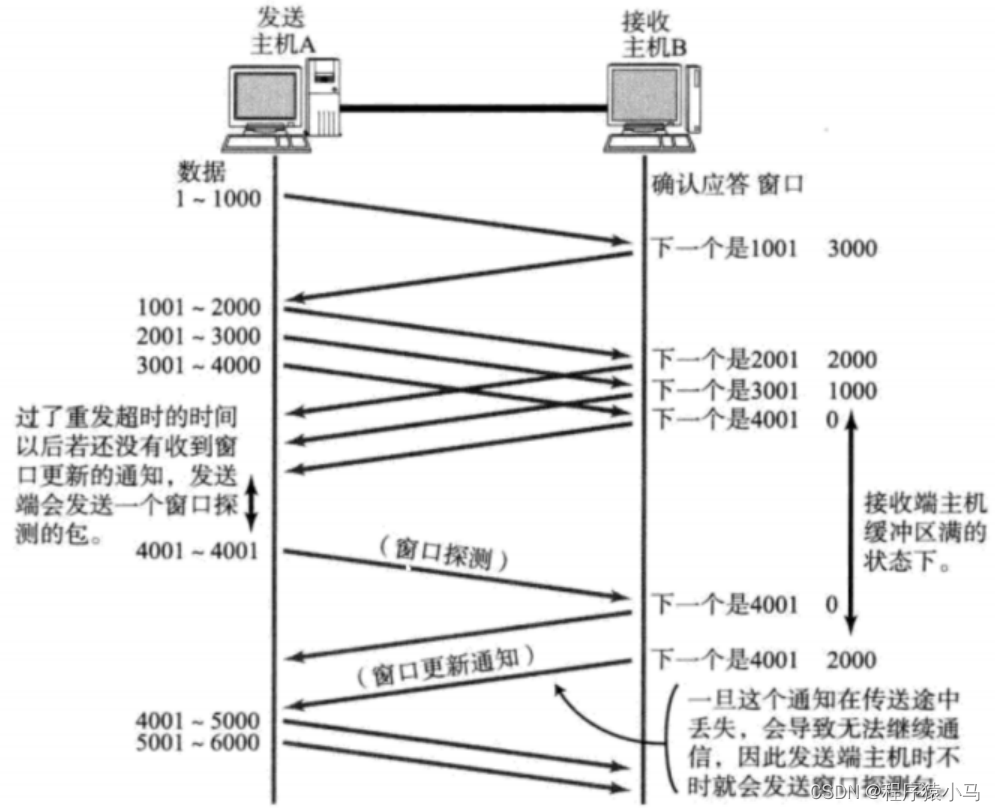 发送
主机A
接收
主机B
数据
1 ~ 1000
确认应答 窗口
下一个是1001 3000
1001 ~ 2000
2001 ~ 3000
3001 ~ 4000
下一个是2001 2000
下一个是3001 1000
下一个是4001 0
过了重发超时的时间
以后若还没有收到窗
口更新的通知，发送
端会发送一个窗口探
测的包。
接收端主机
缓冲区满的
状态下。
4001 ~ 4001
（窗口探测）
下一个是4001 0
下一个是4001 2000
（窗口更新通知）
4001 ~ 5000
5001 ~ 6000
一旦这个通知在传送途中
丢失，会导致无法继续通
信，因此发送端主机时不
时就会发送窗口探测包
CSDN @程序猿小马